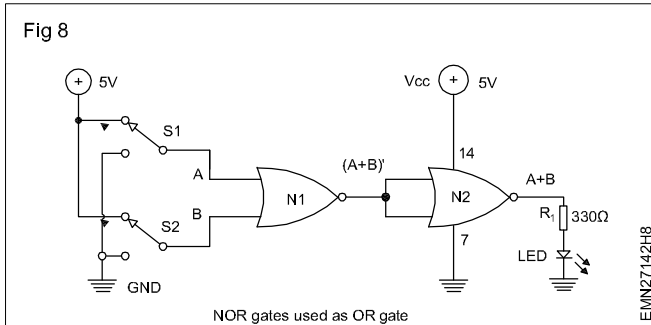 Fig 8
5V
Vcc
5V
S1
14
A
(A+B)'
A+B
N1
N2
B
R1
330Ω
S2
7
LED
GND
NOR gates used as OR gate
EMN27142H8